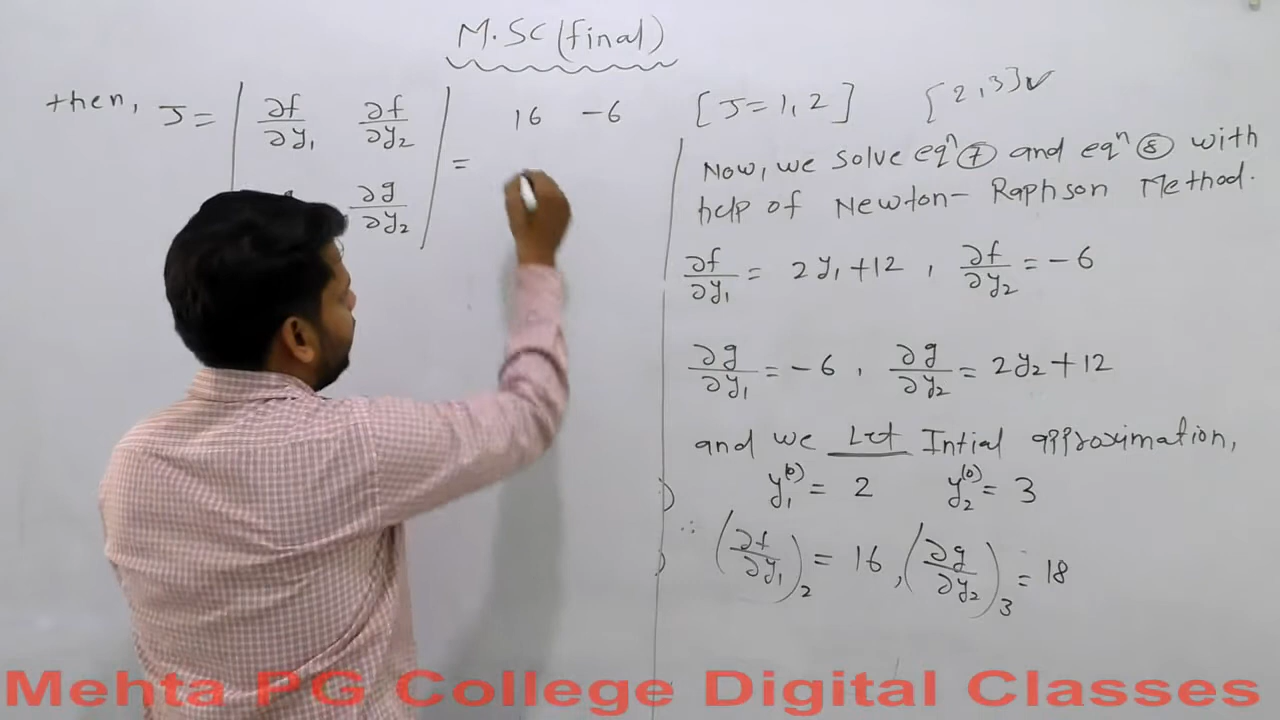 M.SC(final)
then, J = | ∂f/∂y₁ ∂f/∂y₂ | = 16 -6
∂g/∂y₂
[J=1,2] [2,3]✓
Now, we solve eqⁿ ⑦ and eqⁿ ⑧ with
help of Newton-Raphson Method.
∂f/∂y₁ = 2y₁+12 , ∂f/∂y₂ = -6
∂g/∂y₁ = -6 , ∂g/∂y₂ = 2y₂+12
and we Let Intial approximation,
y₁⁽⁰⁾ = 2 y₂⁽⁰⁾ = 3
∴ (∂f/∂y₁)₂ = 16 , (∂g/∂y₂)₃ = 18
Mehta PG College Digital Classes